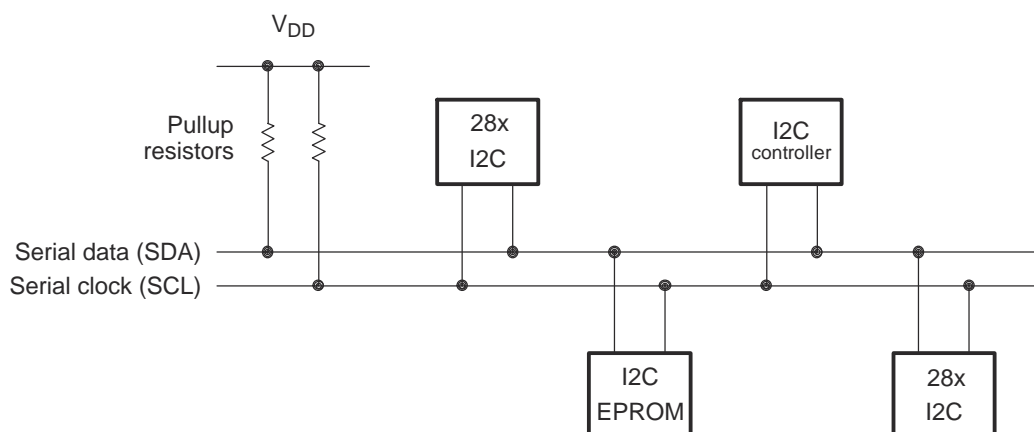 VDD
Pullup
resistors
28x
I2C
I2C
controller
Serial data (SDA)
Serial clock (SCL)
I2C
EPROM
28x
I2C